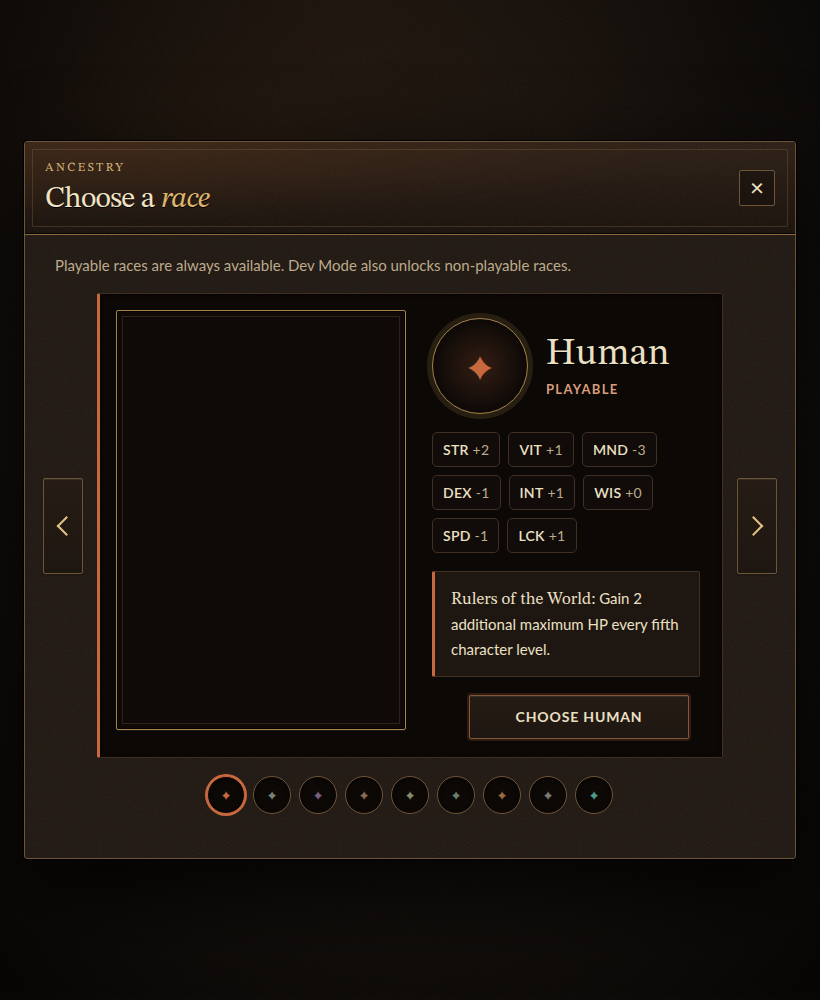 ANCESTRY
Choose a race
✕
Playable races are always available. Dev Mode also unlocks non-playable races.
Human
PLAYABLE
STR +2 VIT +1 MND -3
DEX -1 INT +1 WIS +0
SPD -1 LCK +1
Rulers of the World: Gain 2
additional maximum HP every fifth
character level.
CHOOSE HUMAN